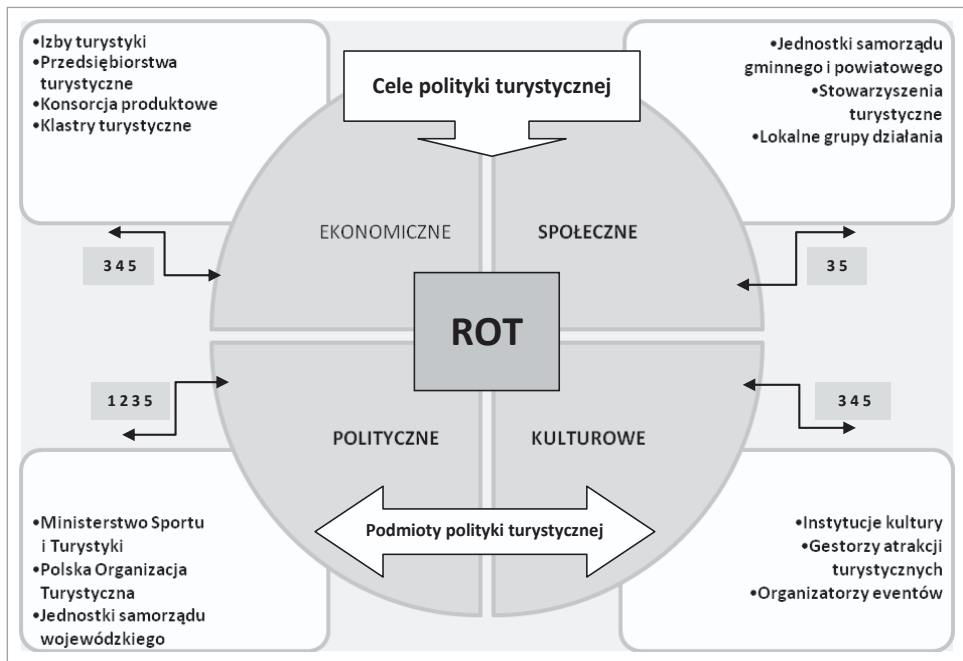 •Izby turystyki
•Przedsiębiorstwa
turystyczne
•Konsorcja produktowe
•Klastry turystyczne
Cele polityki turystycznej
•Jednostki samorządu
gminnego i powiatowego
•Stowarzyszenia
turystyczne
•Lokalne grupy działania
EKONOMICZNE
SPOŁECZNE
3 4 5
3 5
ROT
1 2 3 5
3 4 5
POLITYCZNE
KULTUROWE
Podmioty polityki turystycznej
•Ministerstwo Sportu
i Turystyki
•Polska Organizacja
Turystyczna
•Jednostki samorządu
wojewódzkiego
•Instytucje kultury
•Gestorzy atrakcji
turystycznych
•Organizatorzy eventów